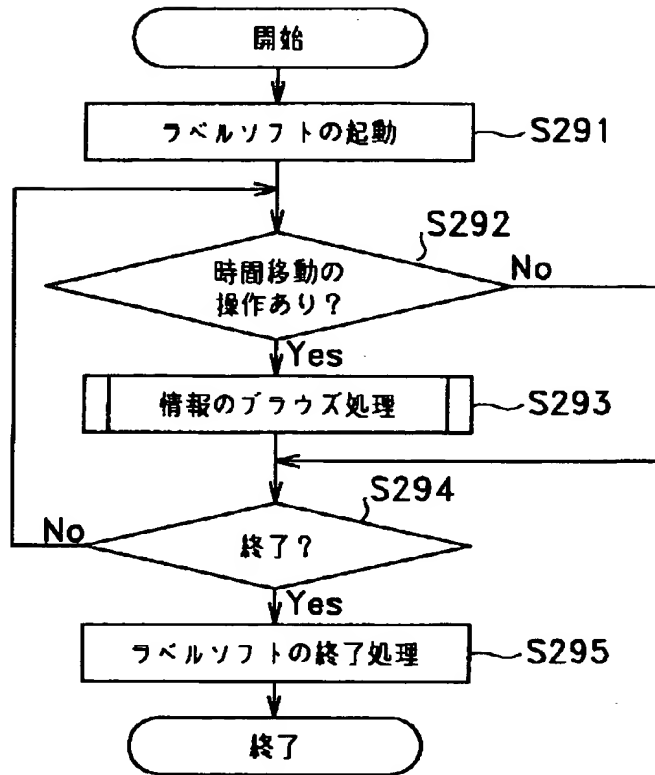 開始
ラベルソフトの起動
S291
S292
時間移動の
操作あり?
No
Yes
情報のブラウズ処理
S293
S294
No
終了?
Yes
ラベルソフトの終了処理
S295
終了